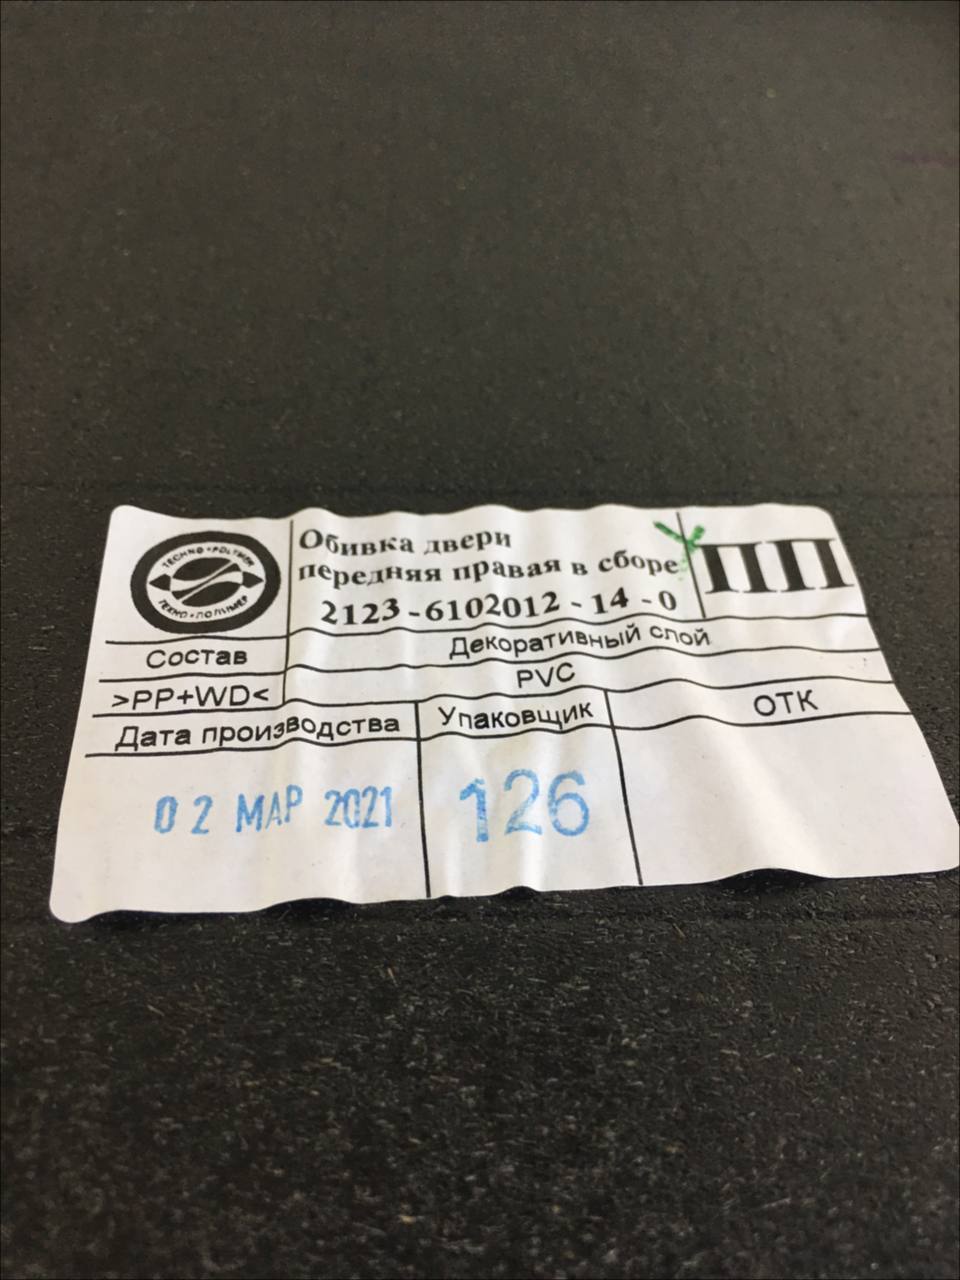 TECHNO • POLYMER
ТЕХНО • ПОЛИМЕР
Обивка двери
передняя правая в сборе
2123-6102012-14-0
ПП
Состав
Декоративный слой
>PP+WD<
PVC
Дата производства
Упаковщик
ОТК
02 МАР 2021
126